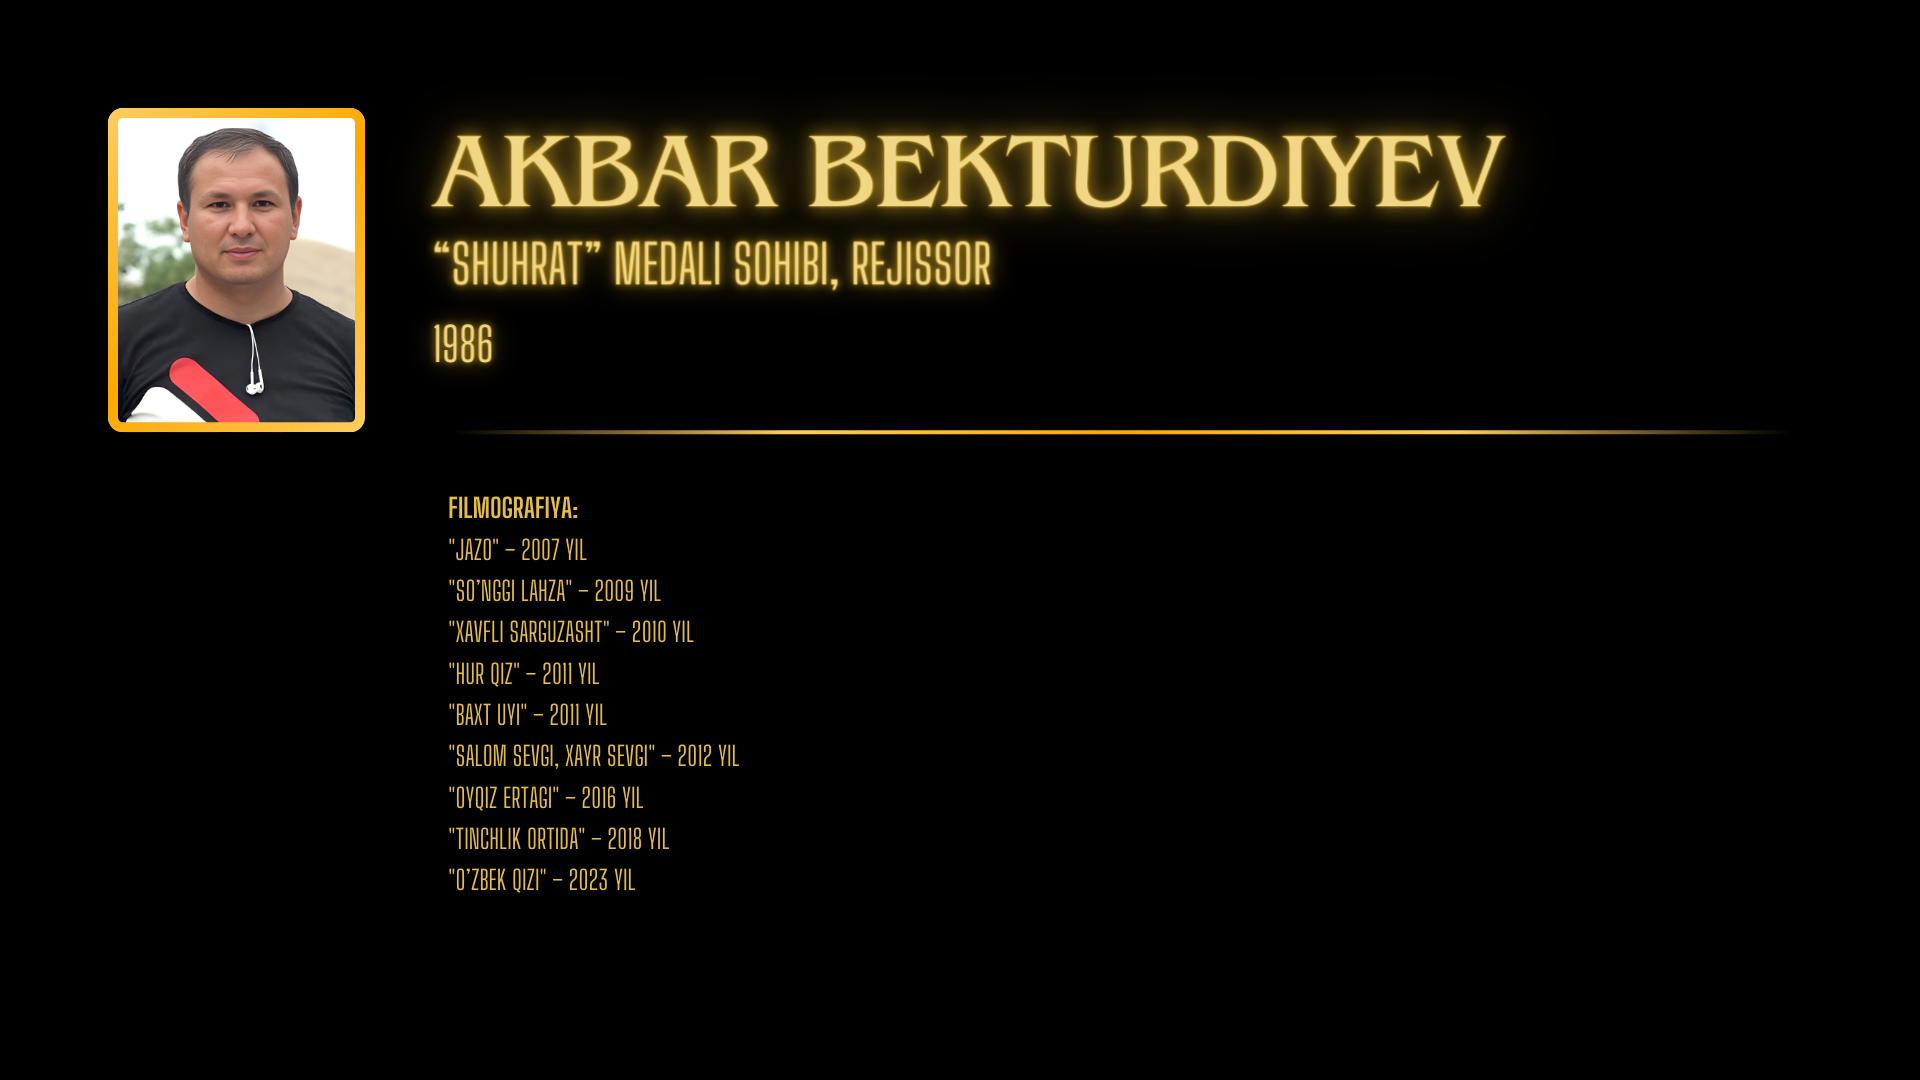 AKBAR BEKTURDIYEV
“SHUHRAT” MEDALI SOHIBI, REJISSOR
1986
FILMOGRAFIYA:
"JAZO" – 2007 YIL
"SO’NGGI LAHZA" – 2009 YIL
"XAVFLI SARGUZASHT" – 2010 YIL
"HUR QIZ" – 2011 YIL
"BAXT UYI" – 2011 YIL
"SALOM SEVGI, XAYR SEVGI" – 2012 YIL
"OYQIZ ERTAGI" – 2016 YIL
"TINCHLIK ORTIDA" – 2018 YIL
"O’ZBEK QIZI" – 2023 YIL